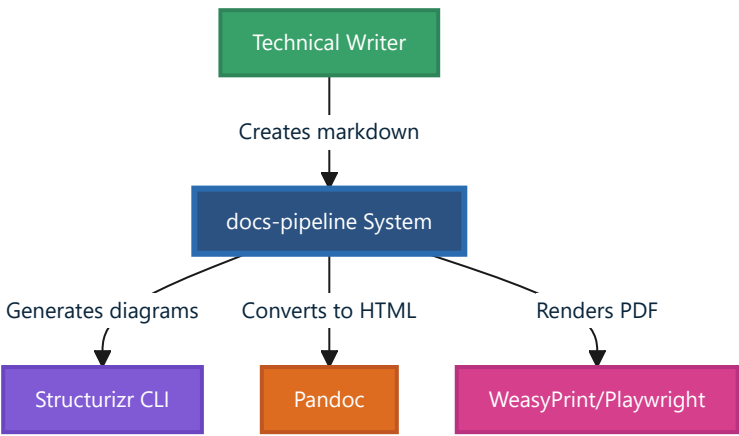 Technical Writer
Creates markdown
docs-pipeline System
Generates diagrams
Converts to HTML
Renders PDF
Structurizr CLI
Pandoc
WeasyPrint/Playwright